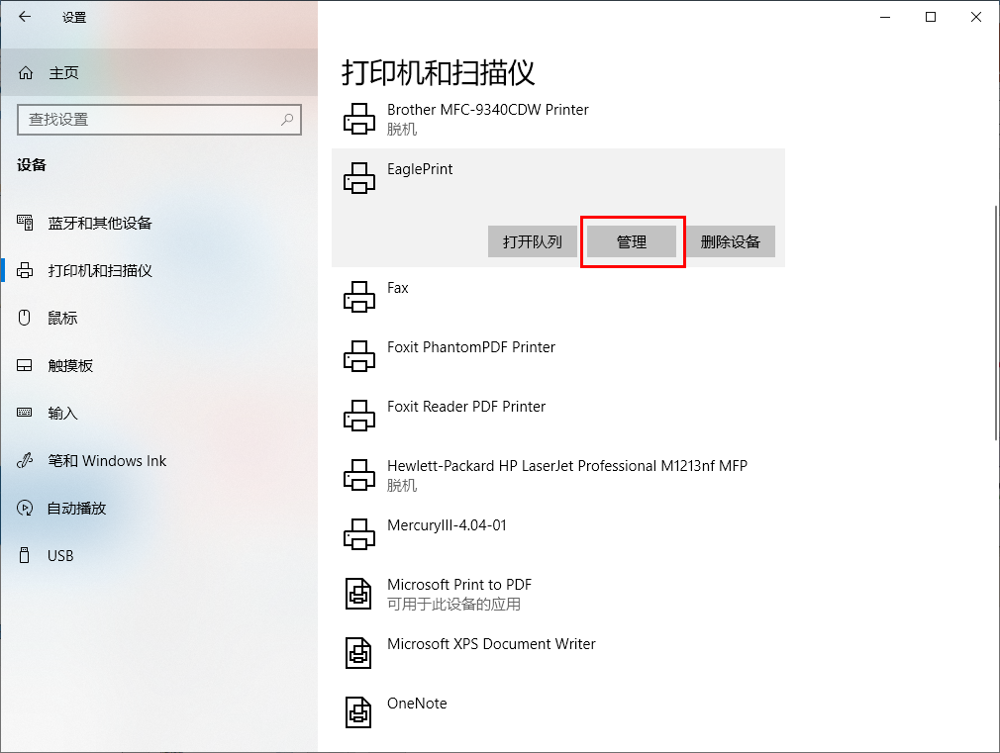 设置
主页
查找设置
设备
蓝牙和其他设备
打印机和扫描仪
鼠标
触摸板
输入
笔和 Windows Ink
自动播放
USB
打印机和扫描仪
Brother MFC-9340CDW Printer
脱机
EaglePrint
打开队列 管理 删除设备
Fax
Foxit PhantomPDF Printer
Foxit Reader PDF Printer
Hewlett-Packard HP LaserJet Professional M1213nf MFP
脱机
MercuryIII-4.04-01
Microsoft Print to PDF
可用于此设备的应用
Microsoft XPS Document Writer
OneNote